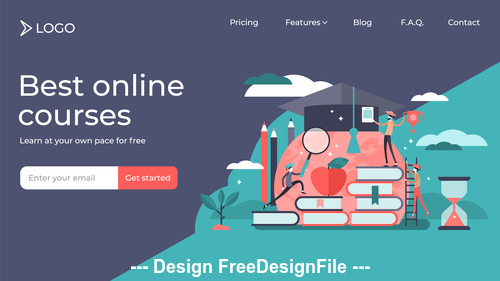 LOGO
Pricing
Features
Blog
F.A.Q.
Contact
Best online
courses
Learn at your own pace for free
Enter your email
Get started
--- Design FreeDesignFile ---